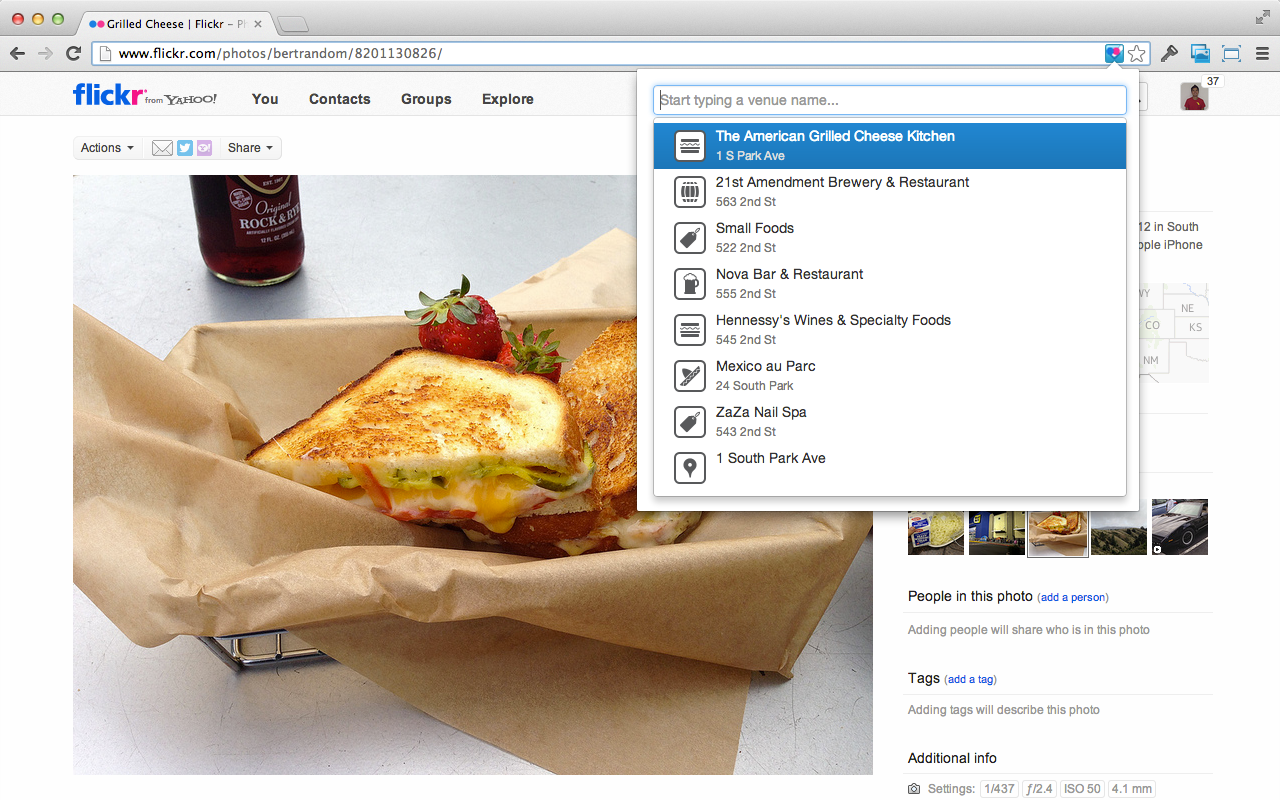 Grilled Cheese | Flickr – Ph
www.flickr.com/photos/bertrandom/8201130826/
flickr from YAHOO!
You
Contacts
Groups
Explore
37
Start typing a venue name...
The American Grilled Cheese Kitchen
1 S Park Ave
21st Amendment Brewery & Restaurant
563 2nd St
Small Foods
522 2nd St
Nova Bar & Restaurant
555 2nd St
Hennessy's Wines & Specialty Foods
545 2nd St
Mexico au Parc
24 South Park
ZaZa Nail Spa
543 2nd St
1 South Park Ave
Actions
Share
Original
ROCK & RYE
ARTIFICIALLY FLAVORED
12 FL. OZ.
12 in South
ople iPhone
WY
NE
CO
KS
NM
People in this photo (add a person)
Adding people will share who is in this photo
Tags (add a tag)
Adding tags will describe this photo
Additional info
Settings: 1/437 ƒ/2.4 ISO 50 4.1 mm